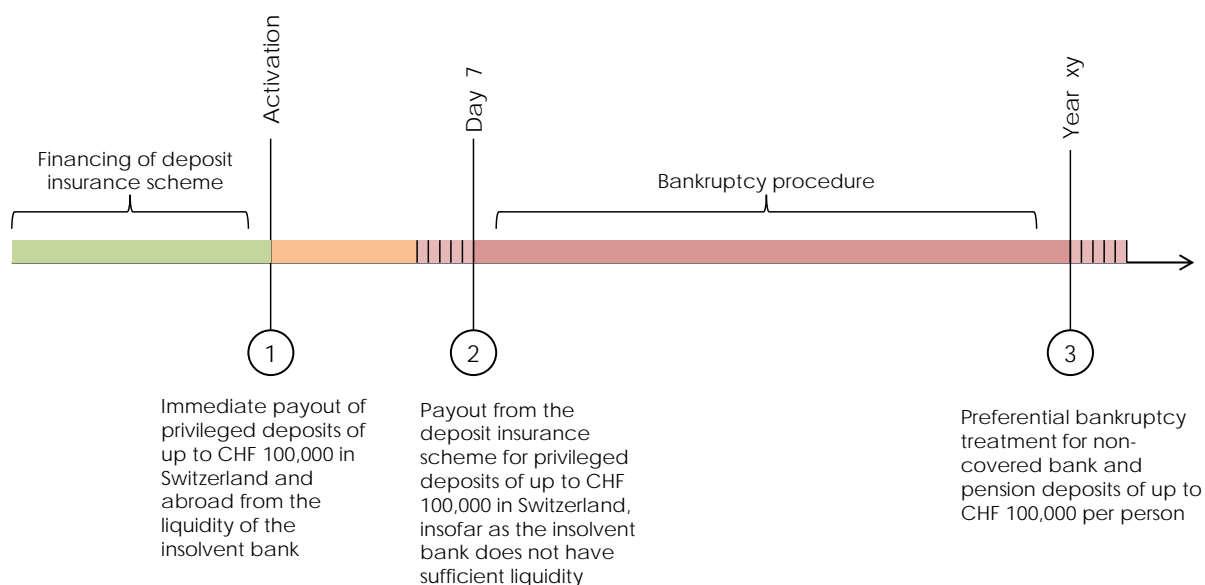 Activation
Day 7
Year xy
Financing of deposit
insurance scheme
Bankruptcy procedure
1
2
3
Immediate payout of
privileged deposits of
up to CHF 100,000 in
Switzerland and
abroad from the
liquidity of the
insolvent bank
Payout from the
deposit insurance
scheme for privileged
deposits of up to CHF
100,000 in Switzerland,
insofar as the insolvent
bank does not have
sufficient liquidity
Preferential bankruptcy
treatment for non-
covered bank and
pension deposits of up to
CHF 100,000 per person